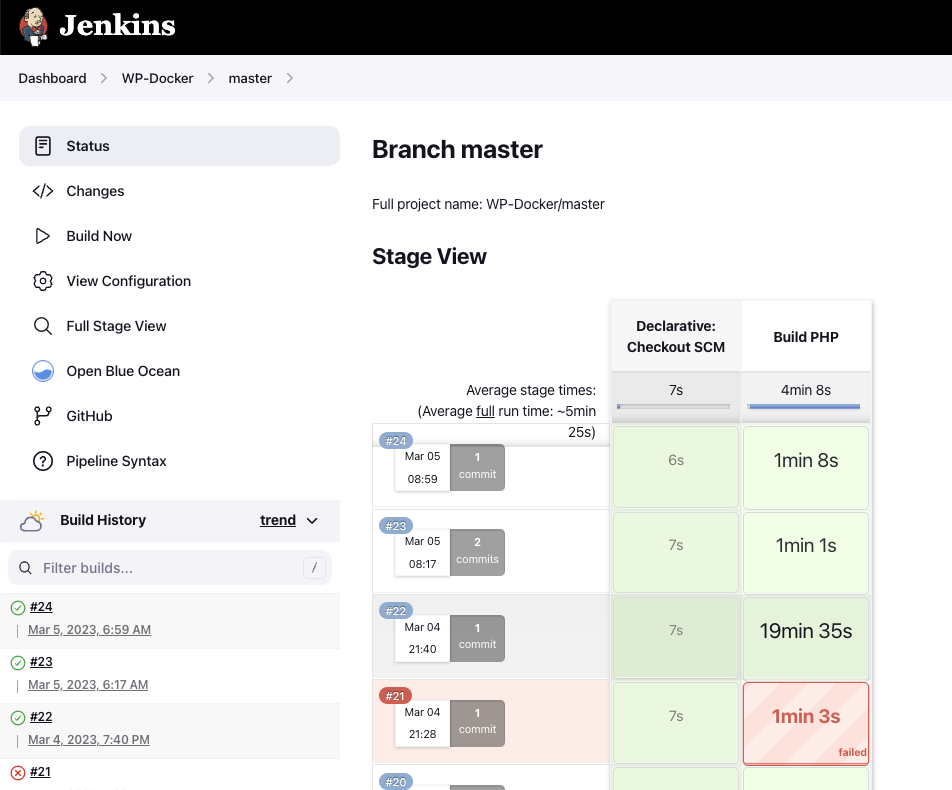 Jenkins
Dashboard
WP-Docker
master
Status
Changes
Build Now
View Configuration
Full Stage View
Open Blue Ocean
GitHub
Pipeline Syntax
Build History
trend
Filter builds...
/
#24
Mar 5, 2023, 6:59 AM
#23
Mar 5, 2023, 6:17 AM
#22
Mar 4, 2023, 7:40 PM
#21
Branch master
Full project name: WP-Docker/master
Stage View
Declarative:
Checkout SCM
Build PHP
Average stage times:
(Average full run time: ~5min
25s)
7s
4min 8s
#24
Mar 05
08:59
1
commit
6s
1min 8s
#23
Mar 05
08:17
2
commits
7s
1min 1s
#22
Mar 04
21:40
1
commit
7s
19min 35s
#21
Mar 04
21:28
1
commit
7s
1min 3s
failed
#20